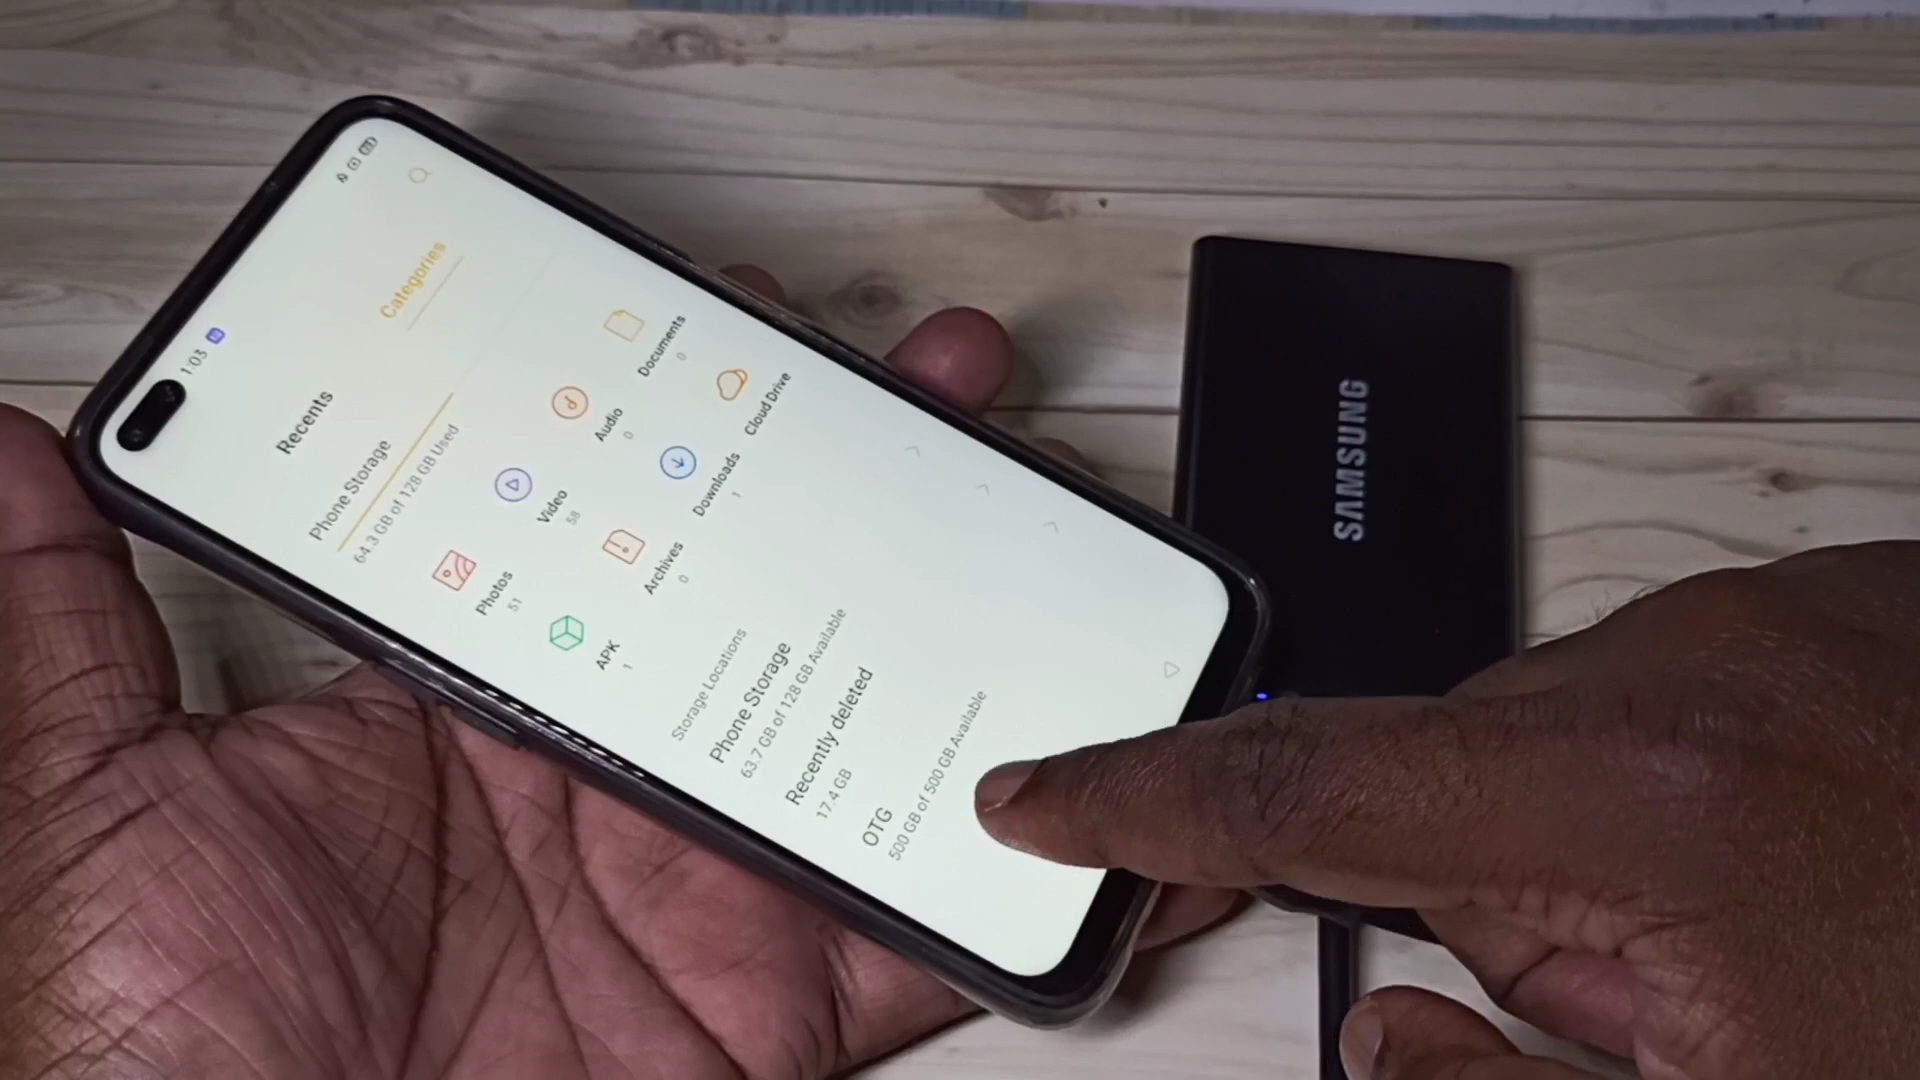 1:03
Recents
Categories
Phone Storage
64.3 GB of 128 GB Used
Photos
51
Video
58
Audio
0
Documents
0
APK
1
Archives
0
Downloads
1
Cloud Drive
Storage Locations
Phone Storage
63.7 GB of 128 GB Available
Recently deleted
17.4 GB
OTG
500 GB of 500 GB Available
SAMSUNG